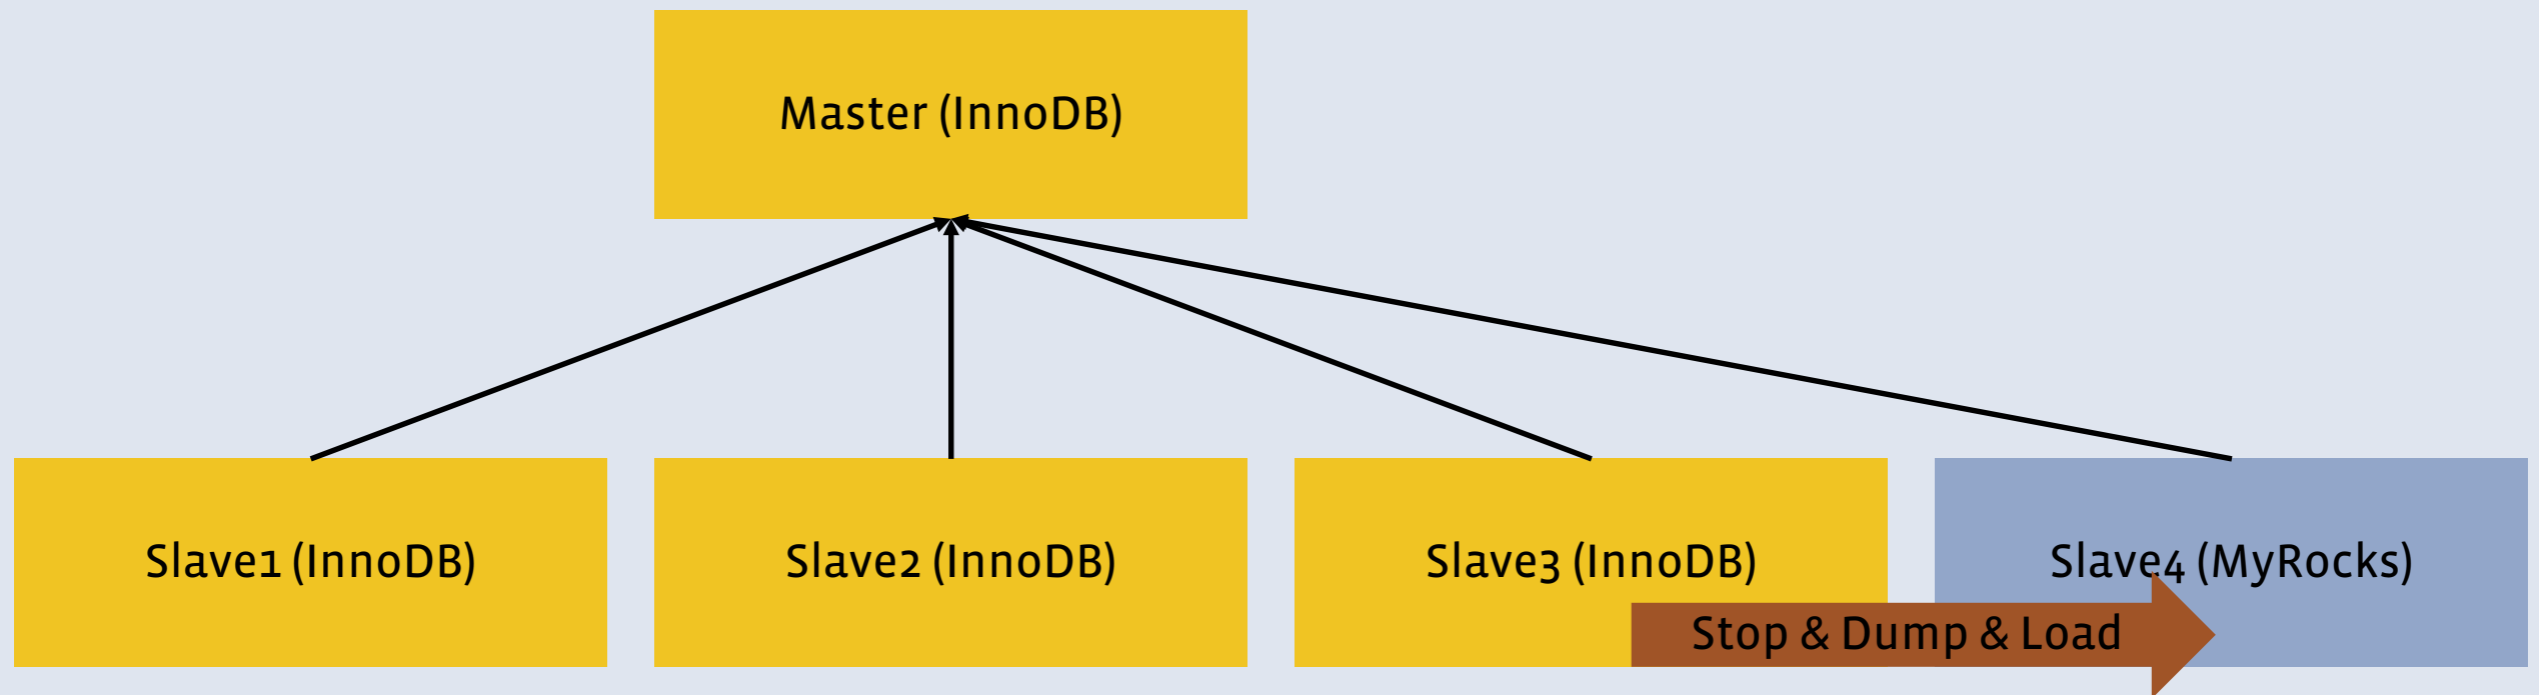 Master (InnoDB)
Slave1 (InnoDB)
Slave2 (InnoDB)
Slave3 (InnoDB)
Slave4 (MyRocks)
Stop & Dump & Load